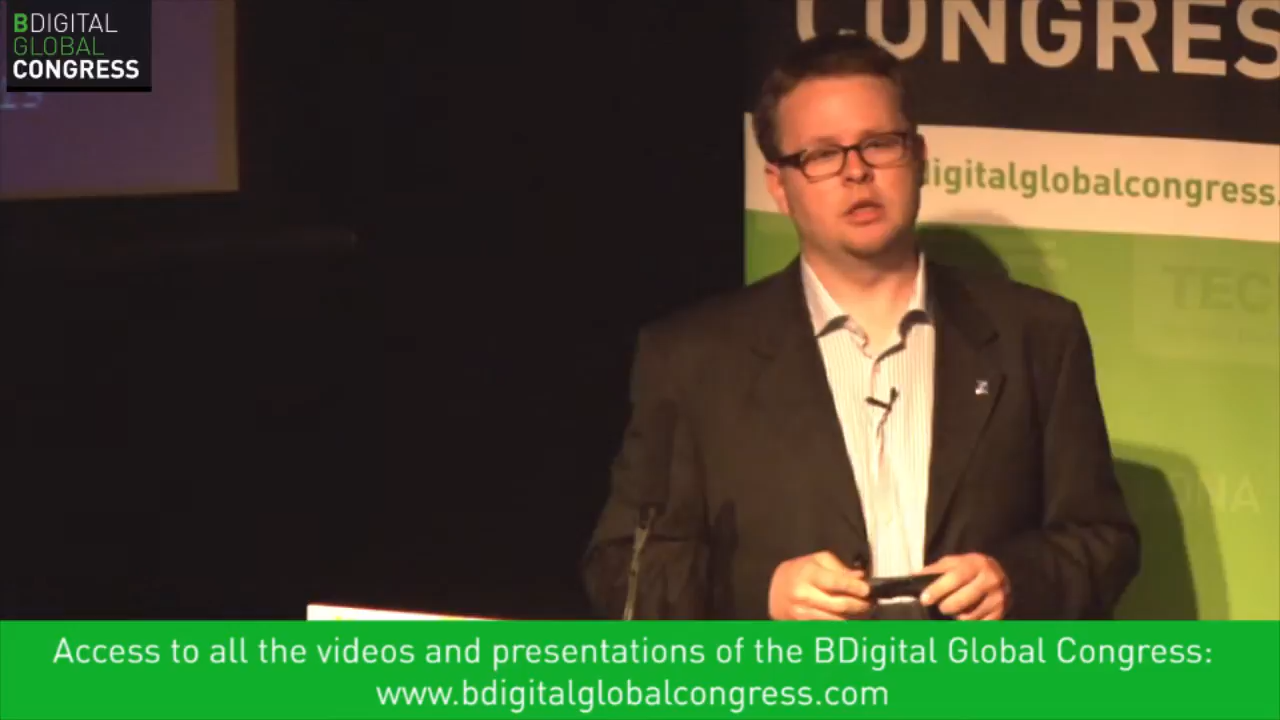 BDIGITAL
GLOBAL
CONGRESS
CONGRES
digitalglobalcongress.
TEC
Access to all the videos and presentations of the BDigital Global Congress:
www.bdigitalglobalcongress.com